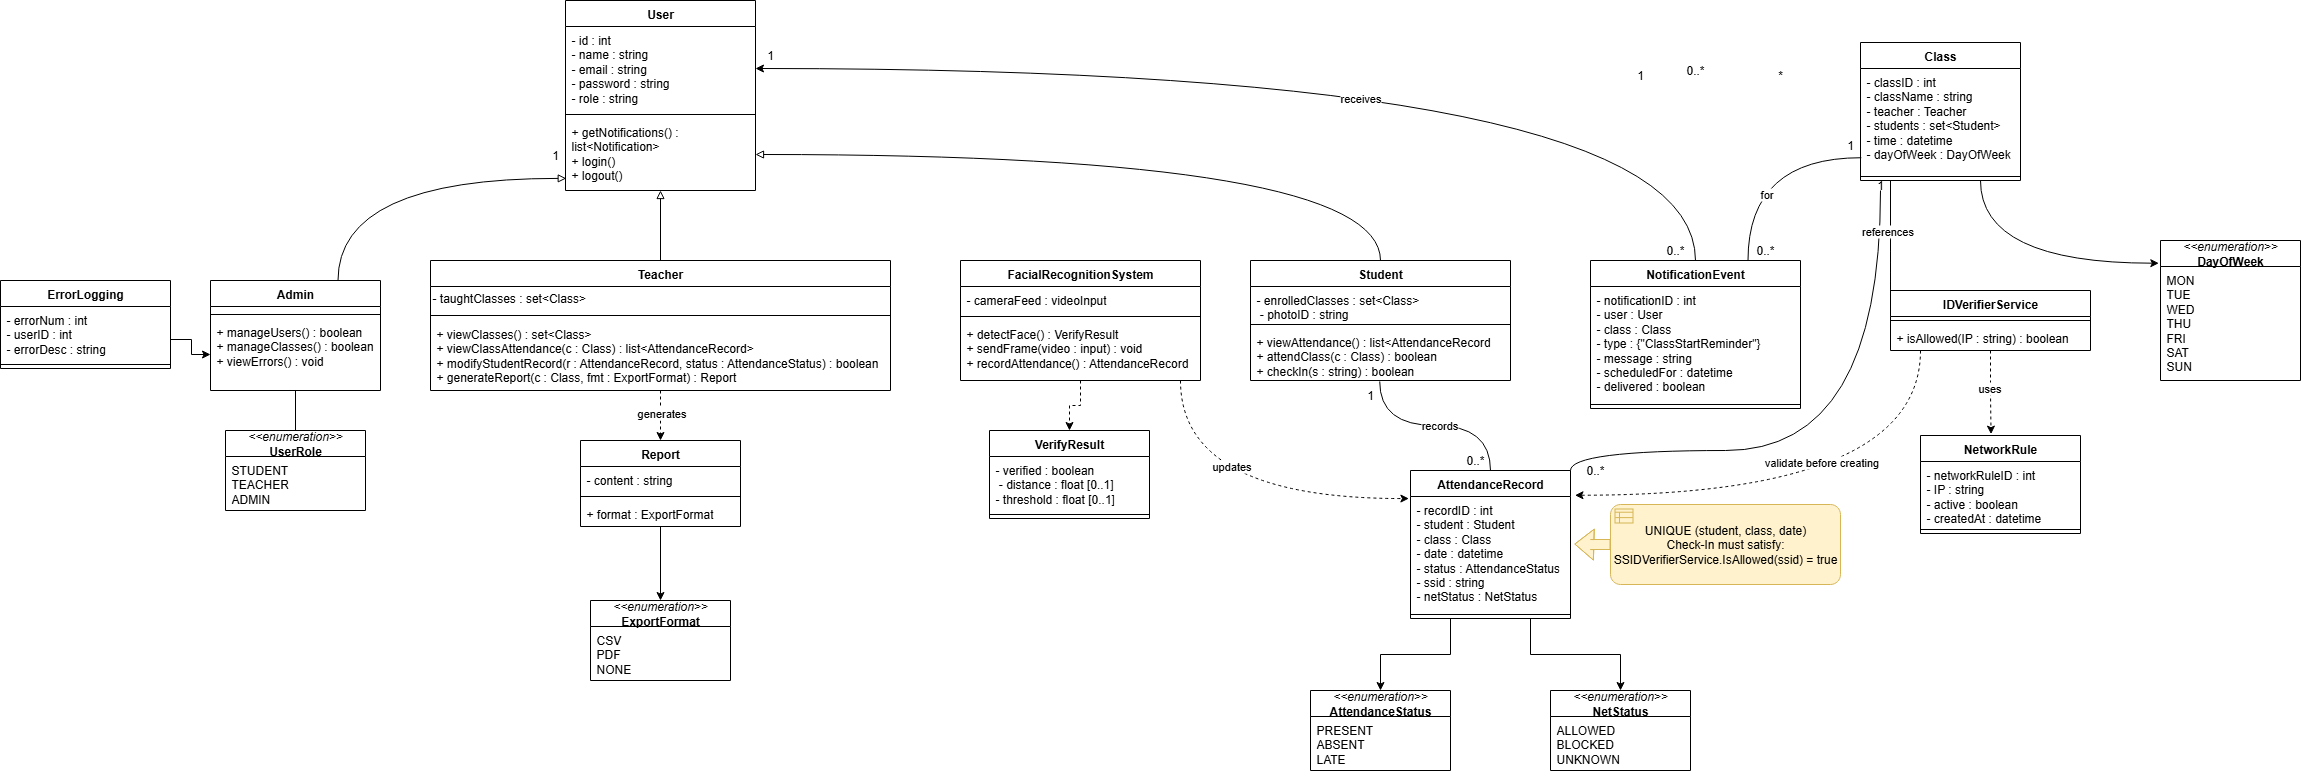 User
- id : int
- name : string
- email : string
- password : string
- role : string
+ getNotifications() :
list<Notification>
+ login()
+ logout()
1
1
receives
1
0..*
*
Class
- classID : int
- className : string
- teacher : Teacher
- students : set<Student>
- time : datetime
- dayOfWeek : DayOfWeek
1
for
1
references
0..*
0..*
<<enumeration>>
DayOfWeek
MON
TUE
WED
THU
FRI
SAT
SUN
ErrorLogging
- errorNum : int
- userID : int
- errorDesc : string
Admin
+ manageUsers() : boolean
+ manageClasses() : boolean
+ viewErrors() : void
Teacher
- taughtClasses : set<Class>
+ viewClasses() : set<Class>
+ viewClassAttendance(c : Class) : list<AttendanceRecord>
+ modifyStudentRecord(r : AttendanceRecord, status : AttendanceStatus) : boolean
+ generateReport(c : Class, fmt : ExportFormat) : Report
FacialRecognitionSystem
- cameraFeed : videoInput
+ detectFace() : VerifyResult
+ sendFrame(video : input) : void
+ recordAttendance() : AttendanceRecord
Student
- enrolledClasses : set<Class>
- photoID : string
+ viewAttendance() : list<AttendanceRecord
+ attendClass(c : Class) : boolean
+ checkIn(s : string) : boolean
NotificationEvent
- notificationID : int
- user : User
- class : Class
- type : {"ClassStartReminder"}
- message : string
- scheduledFor : datetime
- delivered : boolean
IDVerifierService
+ isAllowed(IP : string) : boolean
uses
generates
1
records
0..*
0..*
updates
validate before creating
<<enumeration>>
UserRole
STUDENT
TEACHER
ADMIN
Report
- content : string
+ format : ExportFormat
VerifyResult
- verified : boolean
- distance : float [0..1]
- threshold : float [0..1]
AttendanceRecord
- recordID : int
- student : Student
- class : Class
- date : datetime
- status : AttendanceStatus
- ssid : string
- netStatus : NetStatus
UNIQUE (student, class, date)
Check-In must satisfy:
SSIDVerifierService.IsAllowed(ssid) = true
NetworkRule
- networkRuleID : int
- IP : string
- active : boolean
- createdAt : datetime
<<enumeration>>
ExportFormat
CSV
PDF
NONE
<<enumeration>>
AttendanceStatus
PRESENT
ABSENT
LATE
<<enumeration>>
NetStatus
ALLOWED
BLOCKED
UNKNOWN